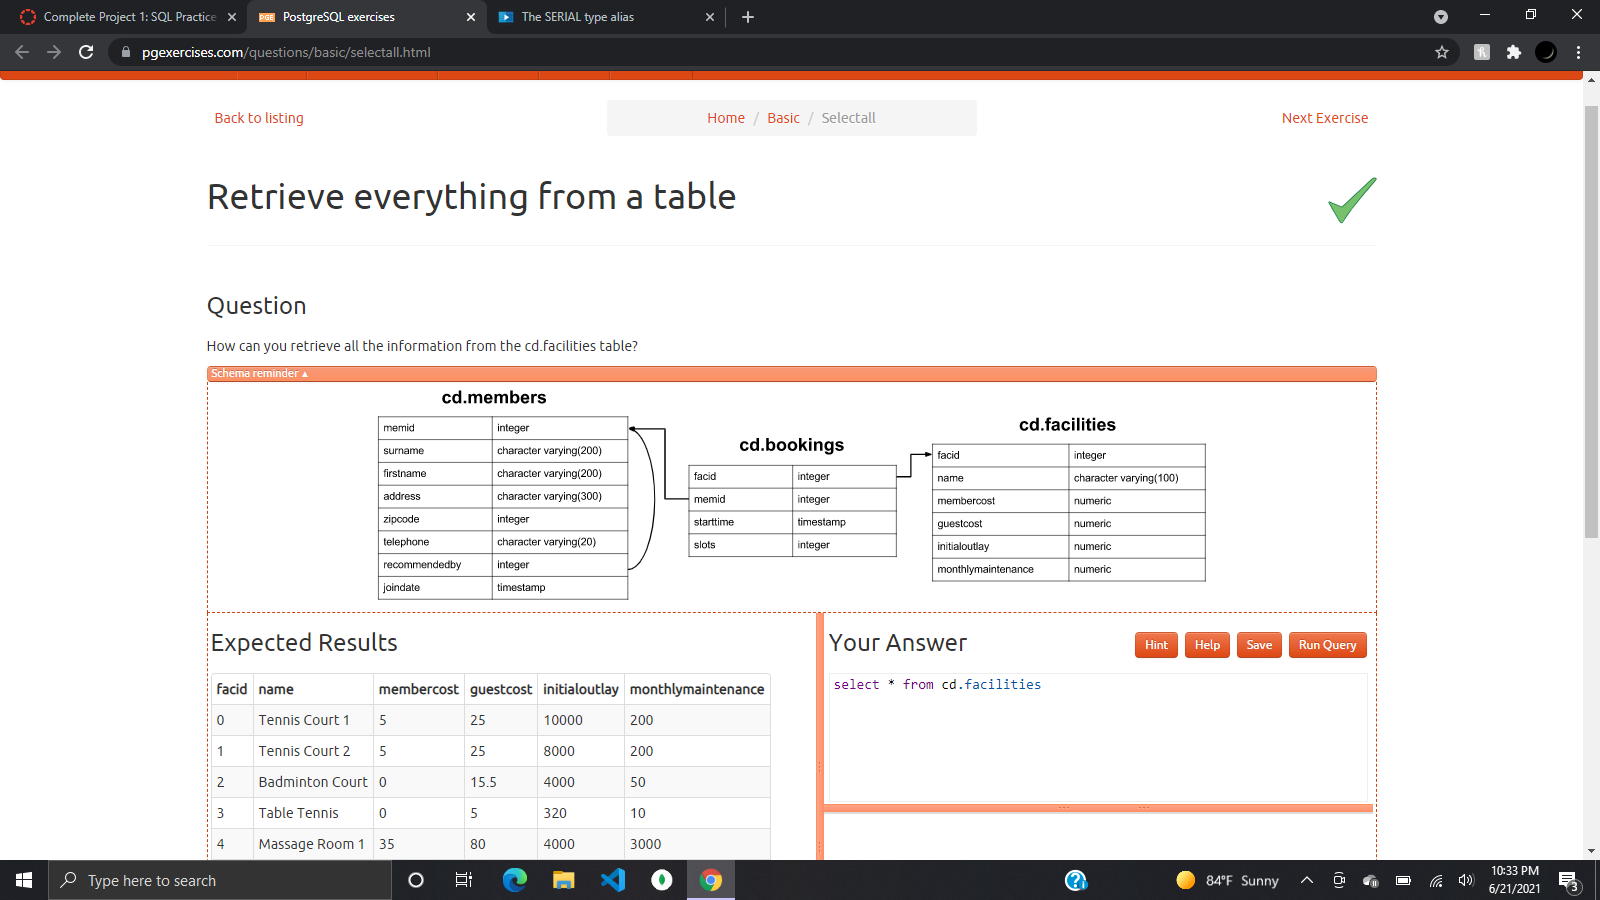 Complete Project 1: SQL Practice
PGE PostgreSQL exercises
The SERIAL type alias
pgexercises.com/questions/basic/selectall.html
Back to listing
Home / Basic / Selectall
Next Exercise
Retrieve everything from a table
Question
How can you retrieve all the information from the cd.facilities table?
Schema reminder ▲
cd.members
memid integer
surname character varying(200)
firstname character varying(200)
address character varying(300)
zipcode integer
telephone character varying(20)
recommendedby integer
joindate timestamp
cd.bookings
facid integer
memid integer
starttime timestamp
slots integer
cd.facilities
facid integer
name character varying(100)
membercost numeric
guestcost numeric
initialoutlay numeric
monthlymaintenance numeric
Expected Results
facid name membercost guestcost initialoutlay monthlymaintenance
0 Tennis Court 1 5 25 10000 200
1 Tennis Court 2 5 25 8000 200
2 Badminton Court 0 15.5 4000 50
3 Table Tennis 0 5 320 10
4 Massage Room 1 35 80 4000 3000
Your Answer
Hint Help Save Run Query
select * from cd.facilities
Type here to search
84°F Sunny
10:33 PM
6/21/2021
3